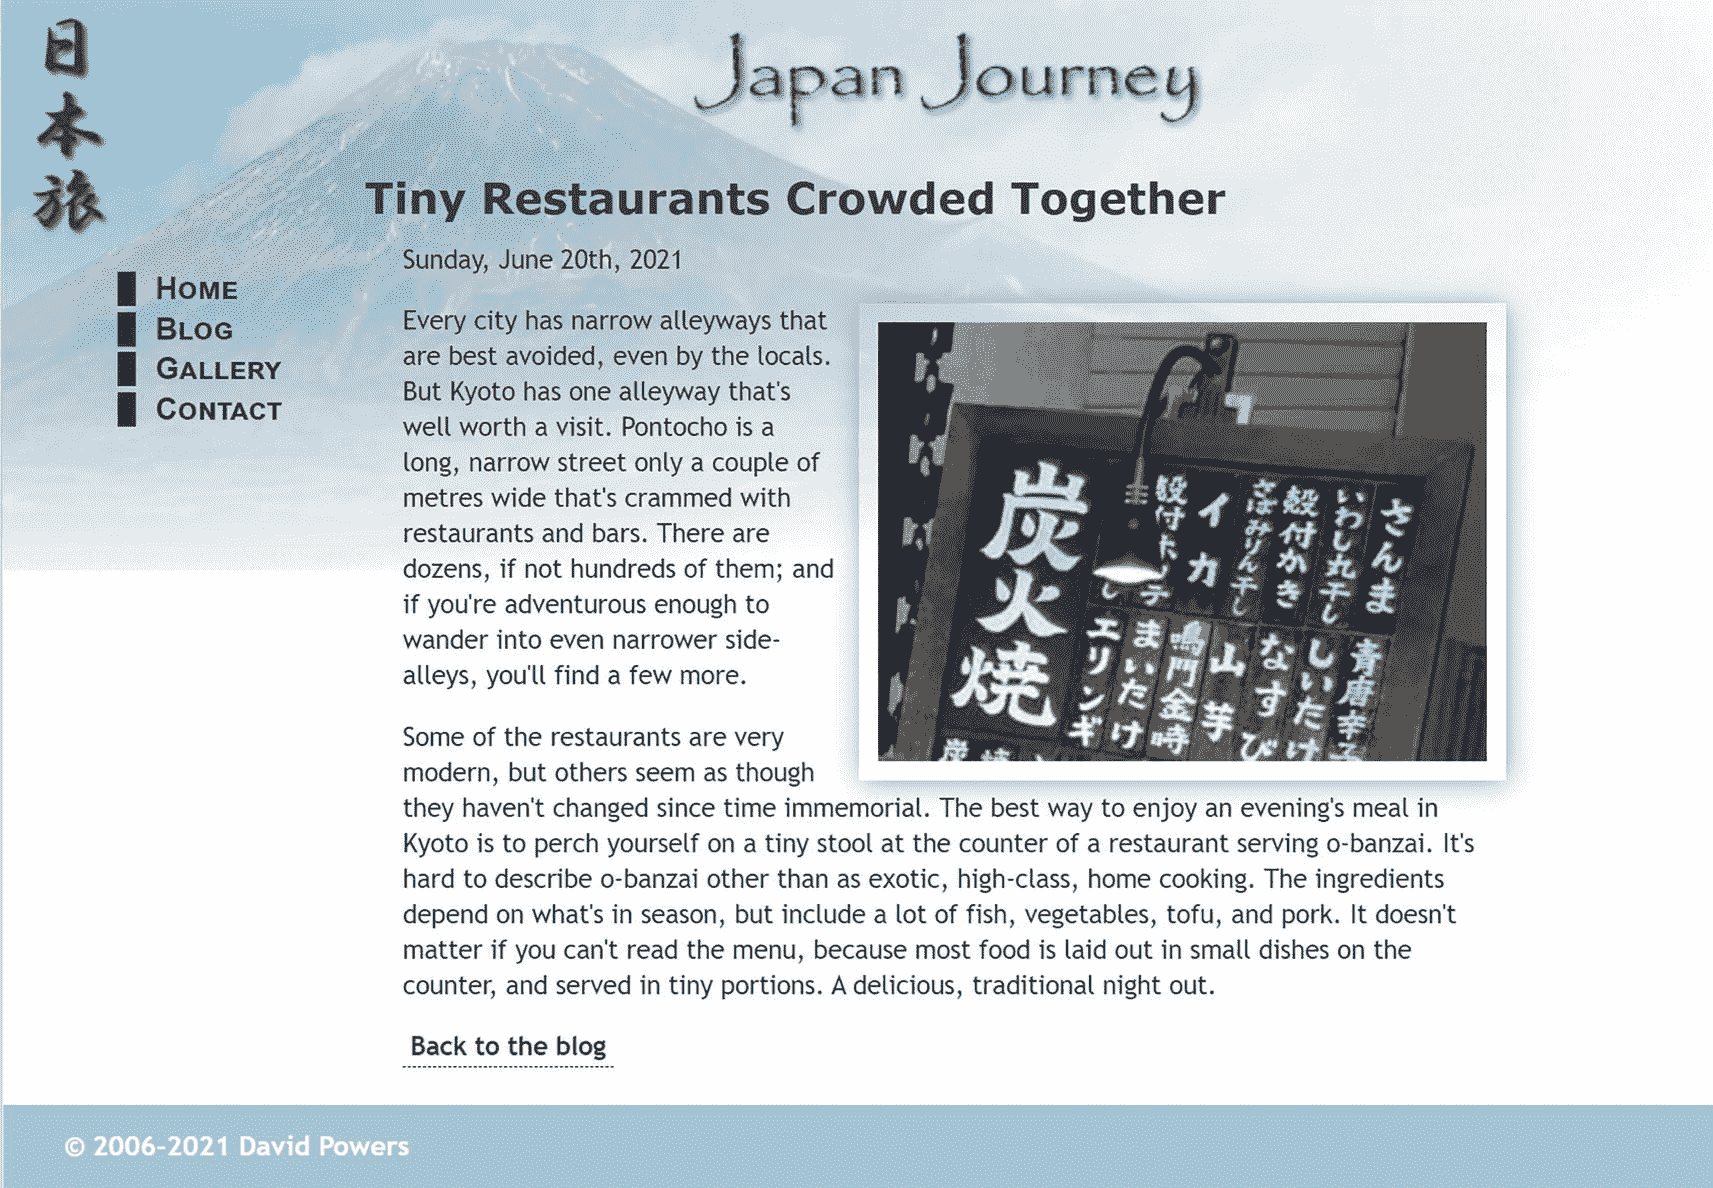 日本旅
Japan Journey
Tiny Restaurants Crowded Together
Sunday, June 20th, 2021
HOME
BLOG
GALLERY
CONTACT
Every city has narrow alleyways that
are best avoided, even by the locals.
But Kyoto has one alleyway that's
well worth a visit. Pontocho is a
long, narrow street only a couple of
metres wide that's crammed with
restaurants and bars. There are
dozens, if not hundreds of them; and
if you're adventurous enough to
wander into even narrower side-
alleys, you'll find a few more.
さんま
いわし丸干し
殻付かき
さばみりん干し
イカ
殻付
炭火焼
青唐辛子
しいたけ
なすび
山芋
鳴門金時
まいたけ
エリンギ
Some of the restaurants are very
modern, but others seem as though
they haven't changed since time immemorial. The best way to enjoy an evening's meal in
Kyoto is to perch yourself on a tiny stool at the counter of a restaurant serving o-banzai. It's
hard to describe o-banzai other than as exotic, high-class, home cooking. The ingredients
depend on what's in season, but include a lot of fish, vegetables, tofu, and pork. It doesn't
matter if you can't read the menu, because most food is laid out in small dishes on the
counter, and served in tiny portions. A delicious, traditional night out.
Back to the blog
© 2006–2021 David Powers